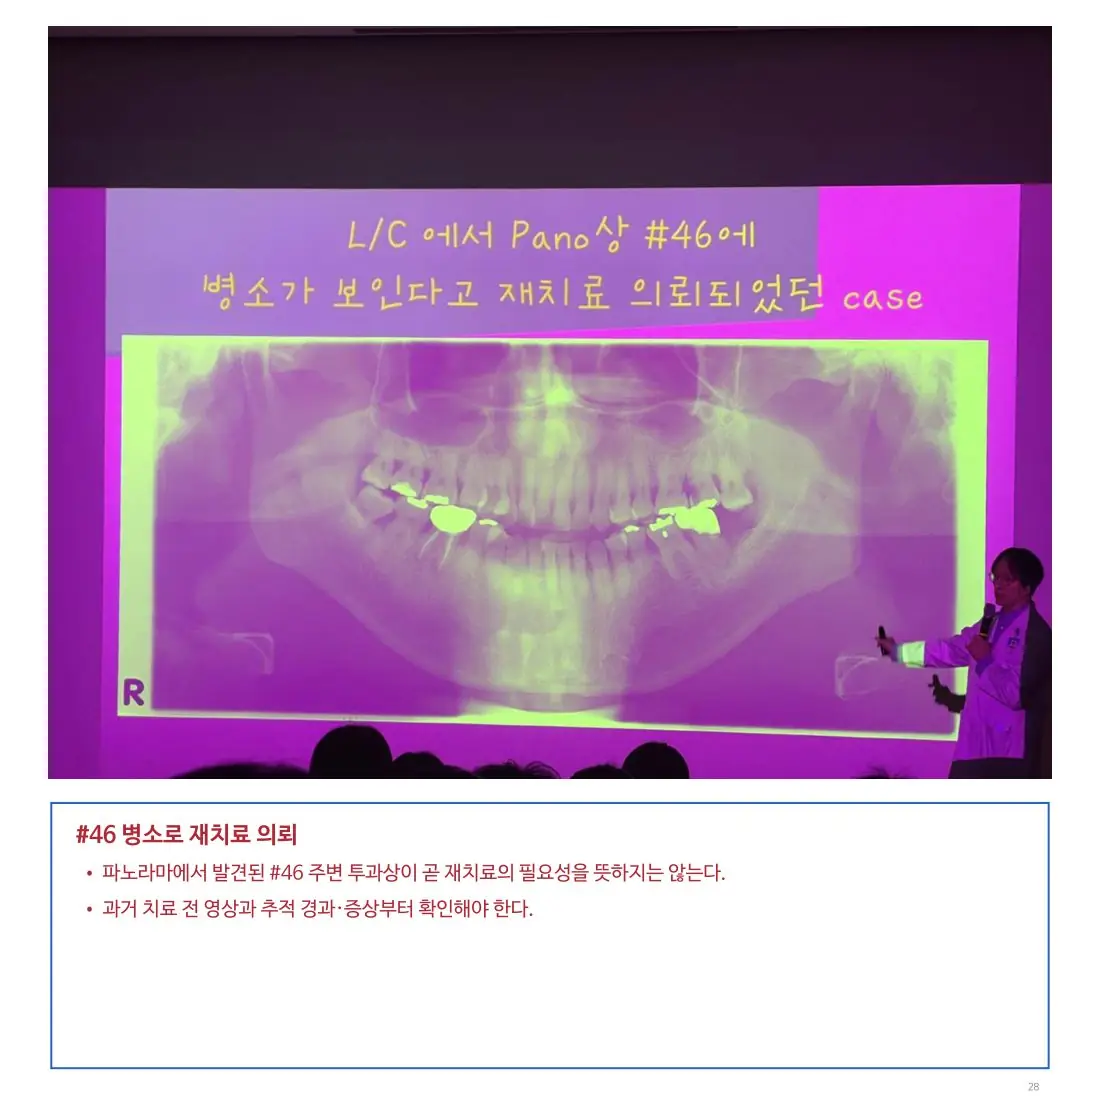 L/C 에서 Pano상 #46에
병소가 보인다고 재치료 의뢰되었던 case
R
#46 병소로 재치료 의뢰
• 파노라마에서 발견된 #46 주변 투과상이 곧 재치료의 필요성을 뜻하지는 않는다.
• 과거 치료 전 영상과 추적 경과·증상부터 확인해야 한다.
28